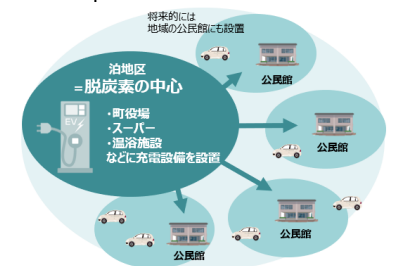 将来的には
地域の公民館にも設置
泊地区
=脱炭素の中心
EV
・町役場
・スーパー
・温浴施設
などに充電設備を設置
公民館
公民館
公民館
公民館